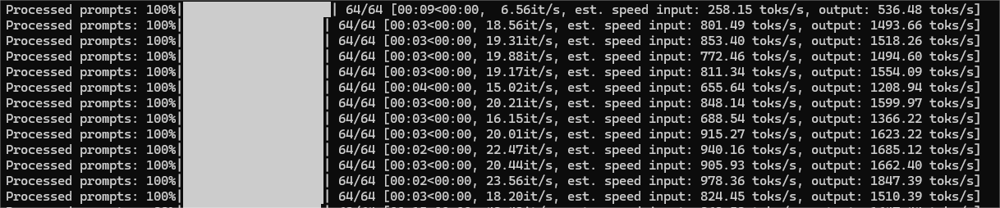 Processed prompts: 100%| | 64/64 [00:09<00:00,  6.56it/s, est. speed input: 258.15 toks/s, output: 536.48 toks/s]
Processed prompts: 100%| | 64/64 [00:03<00:00, 18.56it/s, est. speed input: 801.49 toks/s, output: 1493.66 toks/s]
Processed prompts: 100%| | 64/64 [00:03<00:00, 19.31it/s, est. speed input: 853.40 toks/s, output: 1518.26 toks/s]
Processed prompts: 100%| | 64/64 [00:03<00:00, 19.88it/s, est. speed input: 772.46 toks/s, output: 1494.60 toks/s]
Processed prompts: 100%| | 64/64 [00:03<00:00, 19.17it/s, est. speed input: 811.34 toks/s, output: 1554.09 toks/s]
Processed prompts: 100%| | 64/64 [00:04<00:00, 15.02it/s, est. speed input: 655.64 toks/s, output: 1208.94 toks/s]
Processed prompts: 100%| | 64/64 [00:03<00:00, 20.21it/s, est. speed input: 848.14 toks/s, output: 1599.97 toks/s]
Processed prompts: 100%| | 64/64 [00:03<00:00, 16.15it/s, est. speed input: 688.54 toks/s, output: 1366.22 toks/s]
Processed prompts: 100%| | 64/64 [00:03<00:00, 20.01it/s, est. speed input: 915.27 toks/s, output: 1623.22 toks/s]
Processed prompts: 100%| | 64/64 [00:02<00:00, 22.47it/s, est. speed input: 940.16 toks/s, output: 1685.12 toks/s]
Processed prompts: 100%| | 64/64 [00:03<00:00, 20.44it/s, est. speed input: 905.93 toks/s, output: 1662.40 toks/s]
Processed prompts: 100%| | 64/64 [00:02<00:00, 23.56it/s, est. speed input: 978.36 toks/s, output: 1847.39 toks/s]
Processed prompts: 100%| | 64/64 [00:03<00:00, 18.20it/s, est. speed input: 824.45 toks/s, output: 1510.39 toks/s]